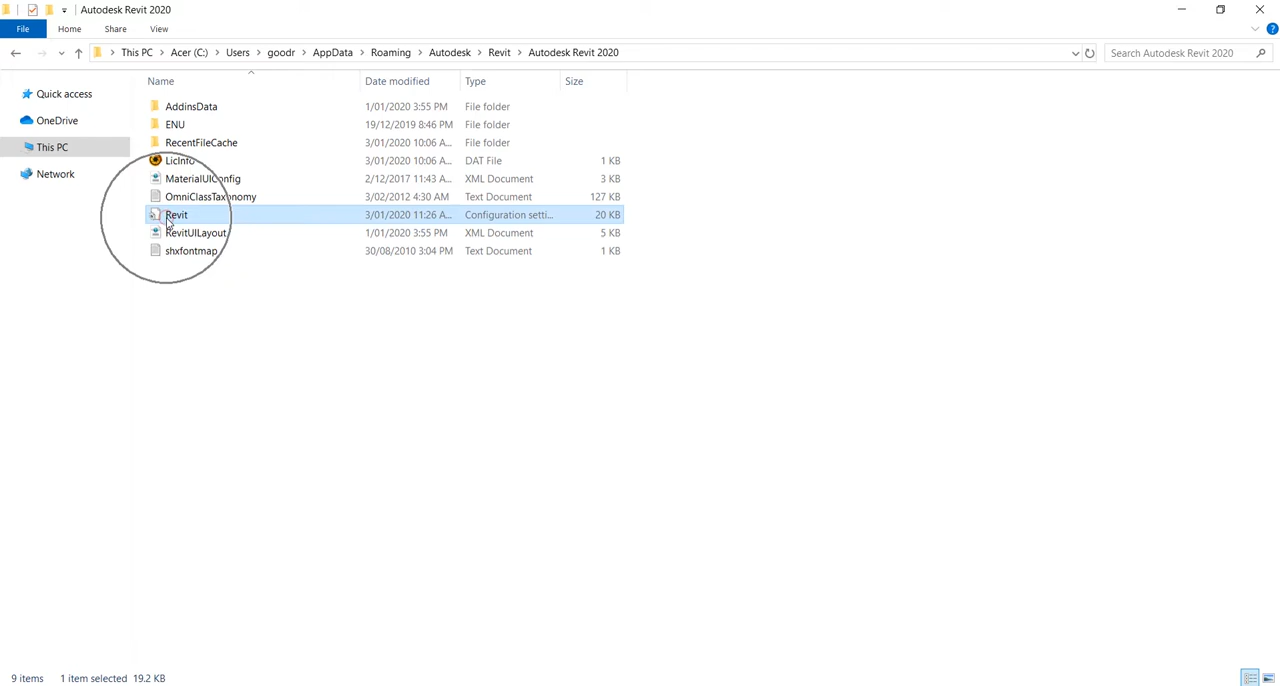 Autodesk Revit 2020
File Home Share View
This PC Acer (C:) Users goodr AppData Roaming Autodesk Revit Autodesk Revit 2020 Search Autodesk Revit 2020
Quick access
OneDrive
This PC
Network
Name Date modified Type Size
AddinsData 1/01/2020 3:55 PM File folder
ENU 19/12/2019 8:46 PM File folder
RecentFileCache 3/01/2020 10:06 A... File folder
LicInfo 3/01/2020 10:06 A... DAT File 1 KB
MaterialUIConfig 2/12/2017 11:43 A... XML Document 3 KB
OmniClassTaxonomy 3/02/2012 4:30 AM Text Document 127 KB
Revit 3/01/2020 11:26 A... Configuration setti... 20 KB
RevitUILayout 1/01/2020 3:55 PM XML Document 5 KB
shxfontmap 30/08/2010 3:04 PM Text Document 1 KB
9 items 1 item selected 19.2 KB